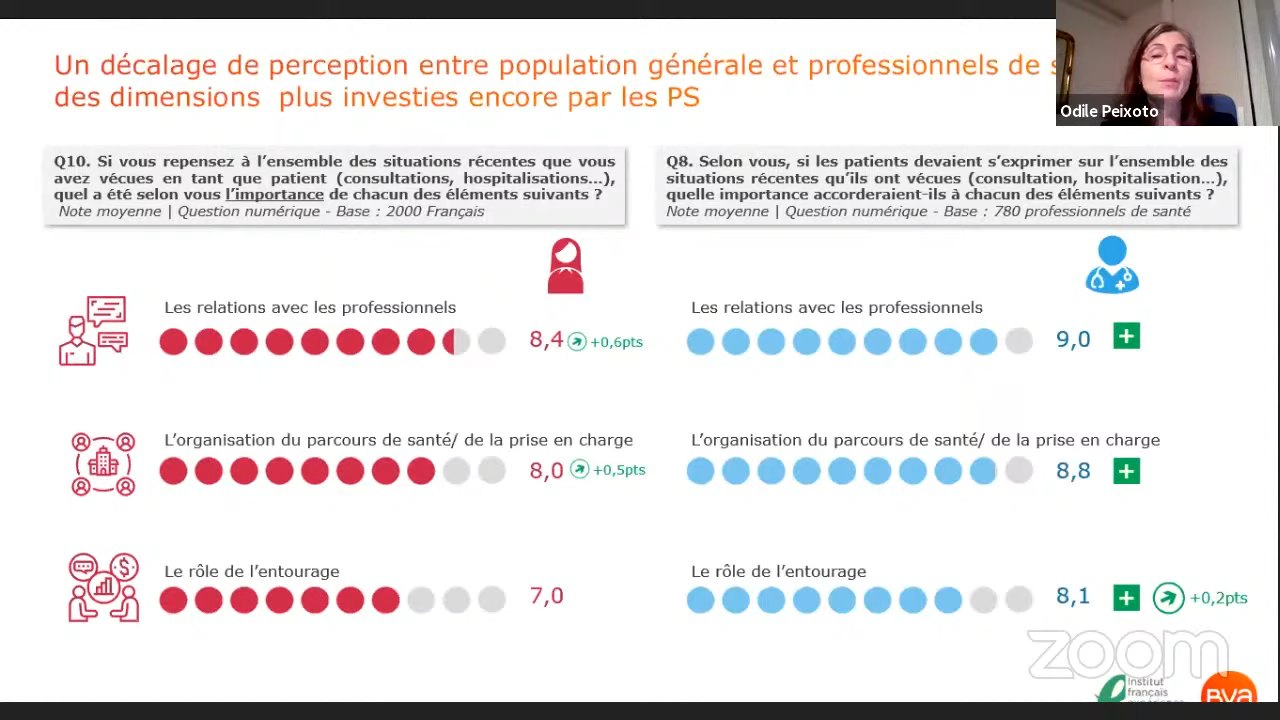 Un décalage de perception entre population générale et professionnels de
des dimensions plus investies encore par les PS
Odile Peixoto
Q10. Si vous repensez à l'ensemble des situations récentes que vous
avez vécues en tant que patient (consultations, hospitalisations...),
quel a été selon vous l'importance de chacun des éléments suivants ?
Note moyenne | Question numérique - Base : 2000 Français
Q8. Selon vous, si les patients devaient s'exprimer sur l'ensemble des
situations récentes qu'ils ont vécues (consultation, hospitalisation...),
quelle importance accorderaient-ils à chacun des éléments suivants ?
Note moyenne | Question numérique - Base : 780 professionnels de santé
Les relations avec les professionnels
8,4 +0,6pts
Les relations avec les professionnels
9,0 +
L'organisation du parcours de santé/ de la prise en charge
8,0 +0,5pts
L'organisation du parcours de santé/ de la prise en charge
8,8 +
$
Le rôle de l'entourage
7,0
Le rôle de l'entourage
8,1 + +0,2pts
zoom
Institut
français
BVA